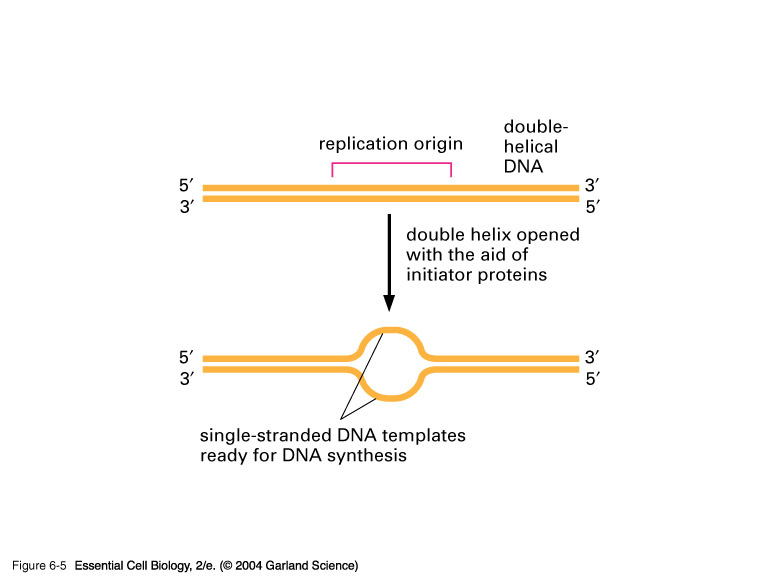 replication origin
double-
helical
DNA
5′
3′
3′
5′
double helix opened
with the aid of
initiator proteins
5′
3′
3′
5′
single-stranded DNA templates
ready for DNA synthesis
Figure 6-5 Essential Cell Biology, 2/e. (© 2004 Garland Science)